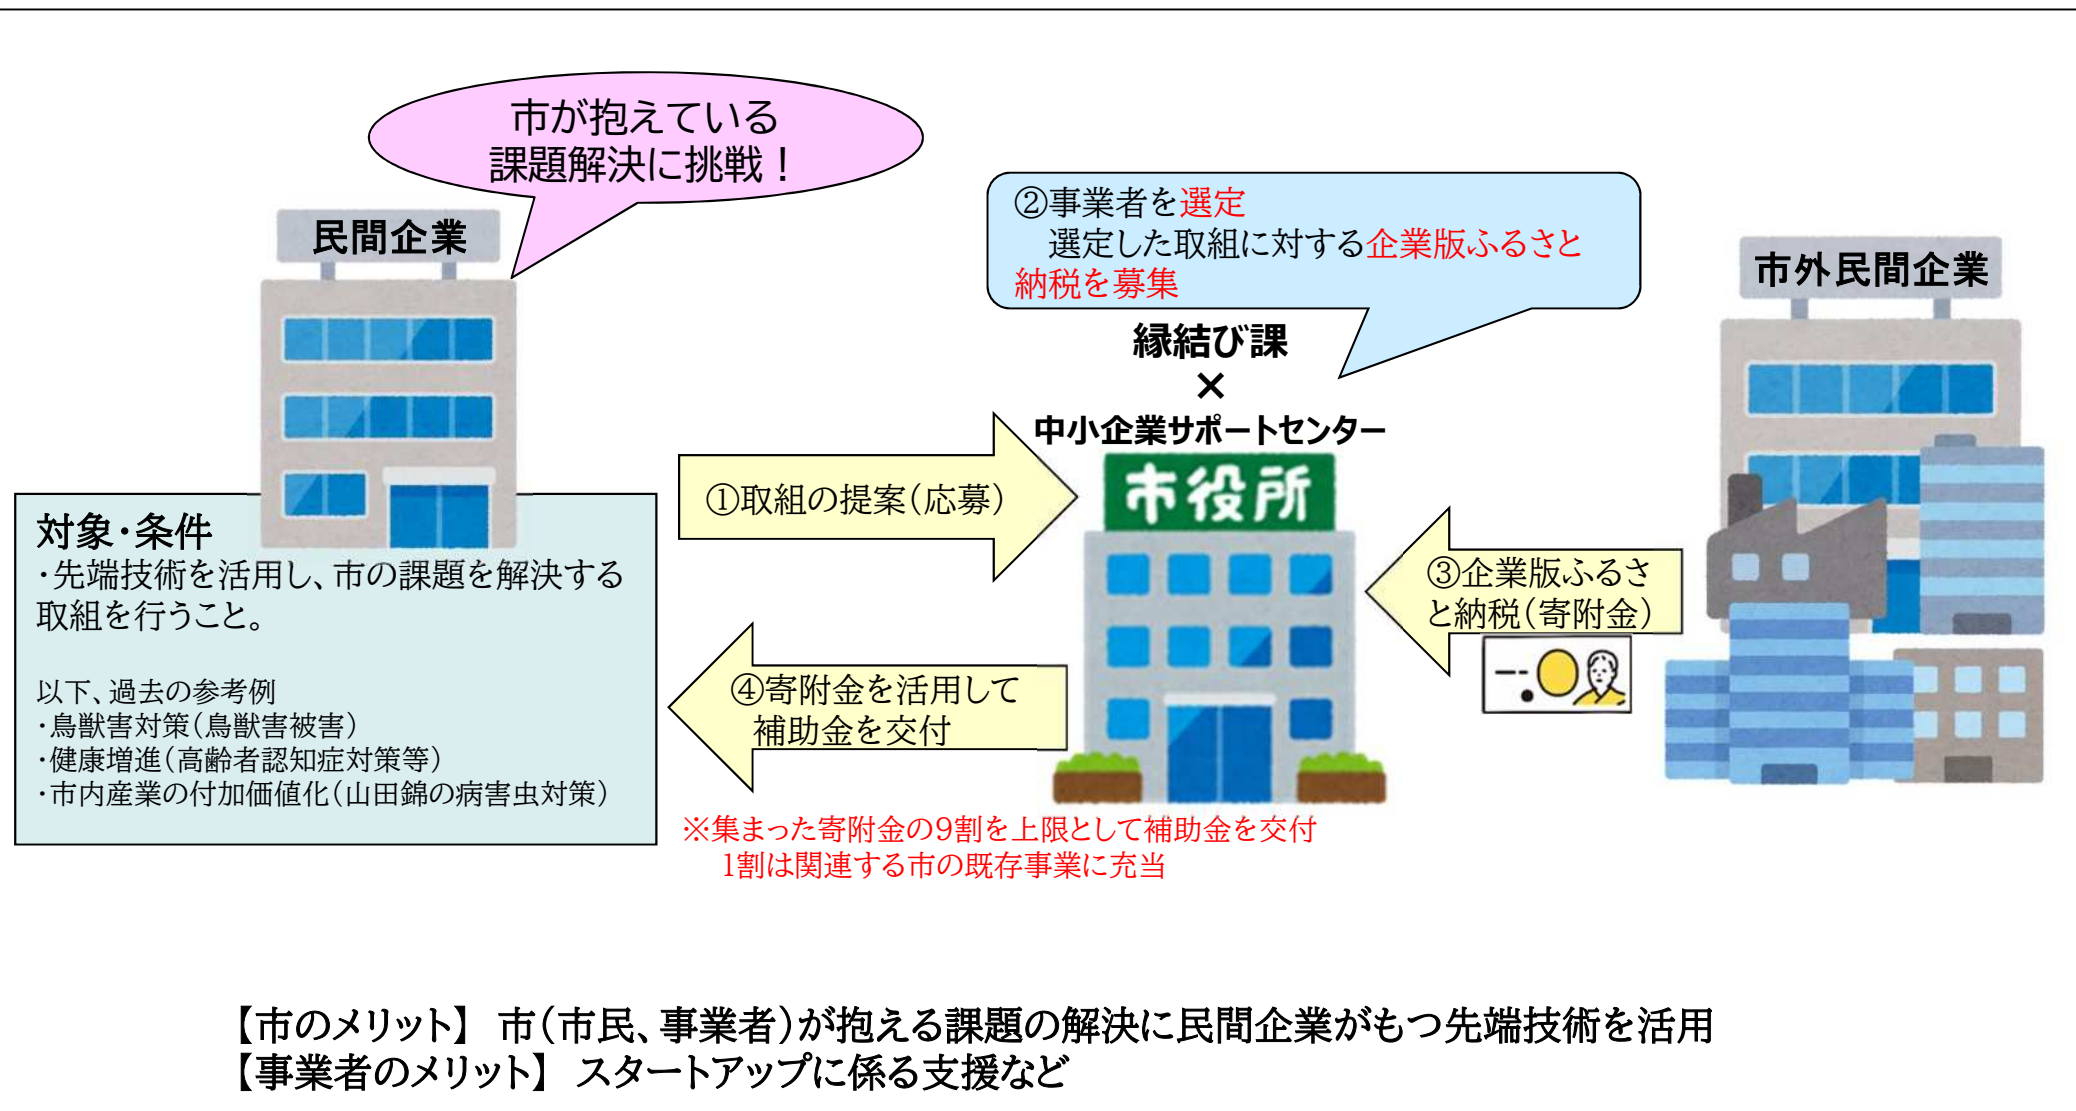 市が抱えている
課題解決に挑戦！
民間企業
②事業者を選定
選定した取組に対する企業版ふるさと
納税を募集
市外民間企業
縁結び課
×
中小企業サポートセンター
市役所
①取組の提案（応募）
対象・条件
・先端技術を活用し、市の課題を解決する
取組を行うこと。
以下、過去の参考例
・鳥獣害対策（鳥獣害被害）
・健康増進（高齢者認知症対策等）
・市内産業の付加価値化（山田錦の病害虫対策）
③企業版ふるさ
と納税（寄附金）
④寄附金を活用して
補助金を交付
※集まった寄附金の9割を上限として補助金を交付
1割は関連する市の既存事業に充当
【市のメリット】 市（市民、事業者）が抱える課題の解決に民間企業がもつ先端技術を活用
【事業者のメリット】 スタートアップに係る支援など